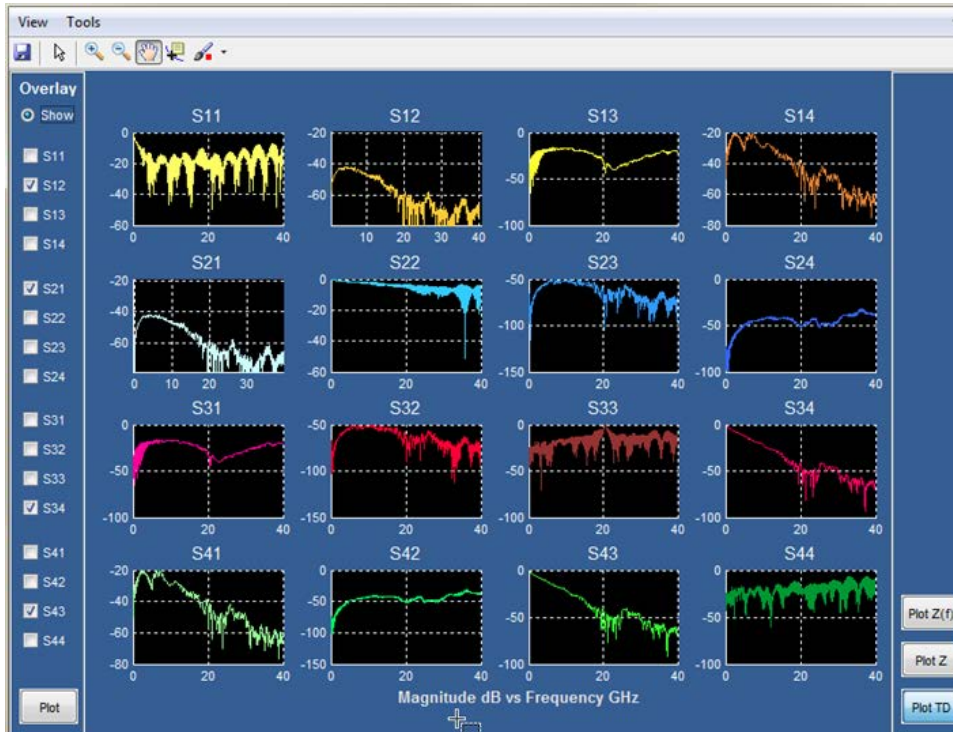 View Tools
Overlay
Show
S11
S12
S13
S14
S21
S22
S23
S24
S31
S32
S33
S34
S41
S42
S43
S44
Plot
S11 S12 S13 S14
0 -20 0 -20
-20 -40 -50 -40
-40 -60 -60
-60 -100 -80
0 20 40 10 20 30 40 0 20 40 0 20 40
S21 S22 S23 S24
-20 0 -50 0
-40 -20 -100 -50
-60 -40
-60 -150 -100
0 10 20 30 0 20 40 0 20 40 0 20 40
S31 S32 S33 S34
0 -50 0 0
-50 -100 -50 -50
-100 -150 -100 -100
0 20 40 0 20 40 0 20 40 0 20 40
S41 S42 S43 S44
-20 0 0 0
-40 -50 -50 -50
-60 -100
-80 -150 -100 -100
0 20 40 0 20 40 0 20 40 0 20 40
Magnitude dB vs Frequency GHz
Plot Z(f)
Plot Z
Plot TD